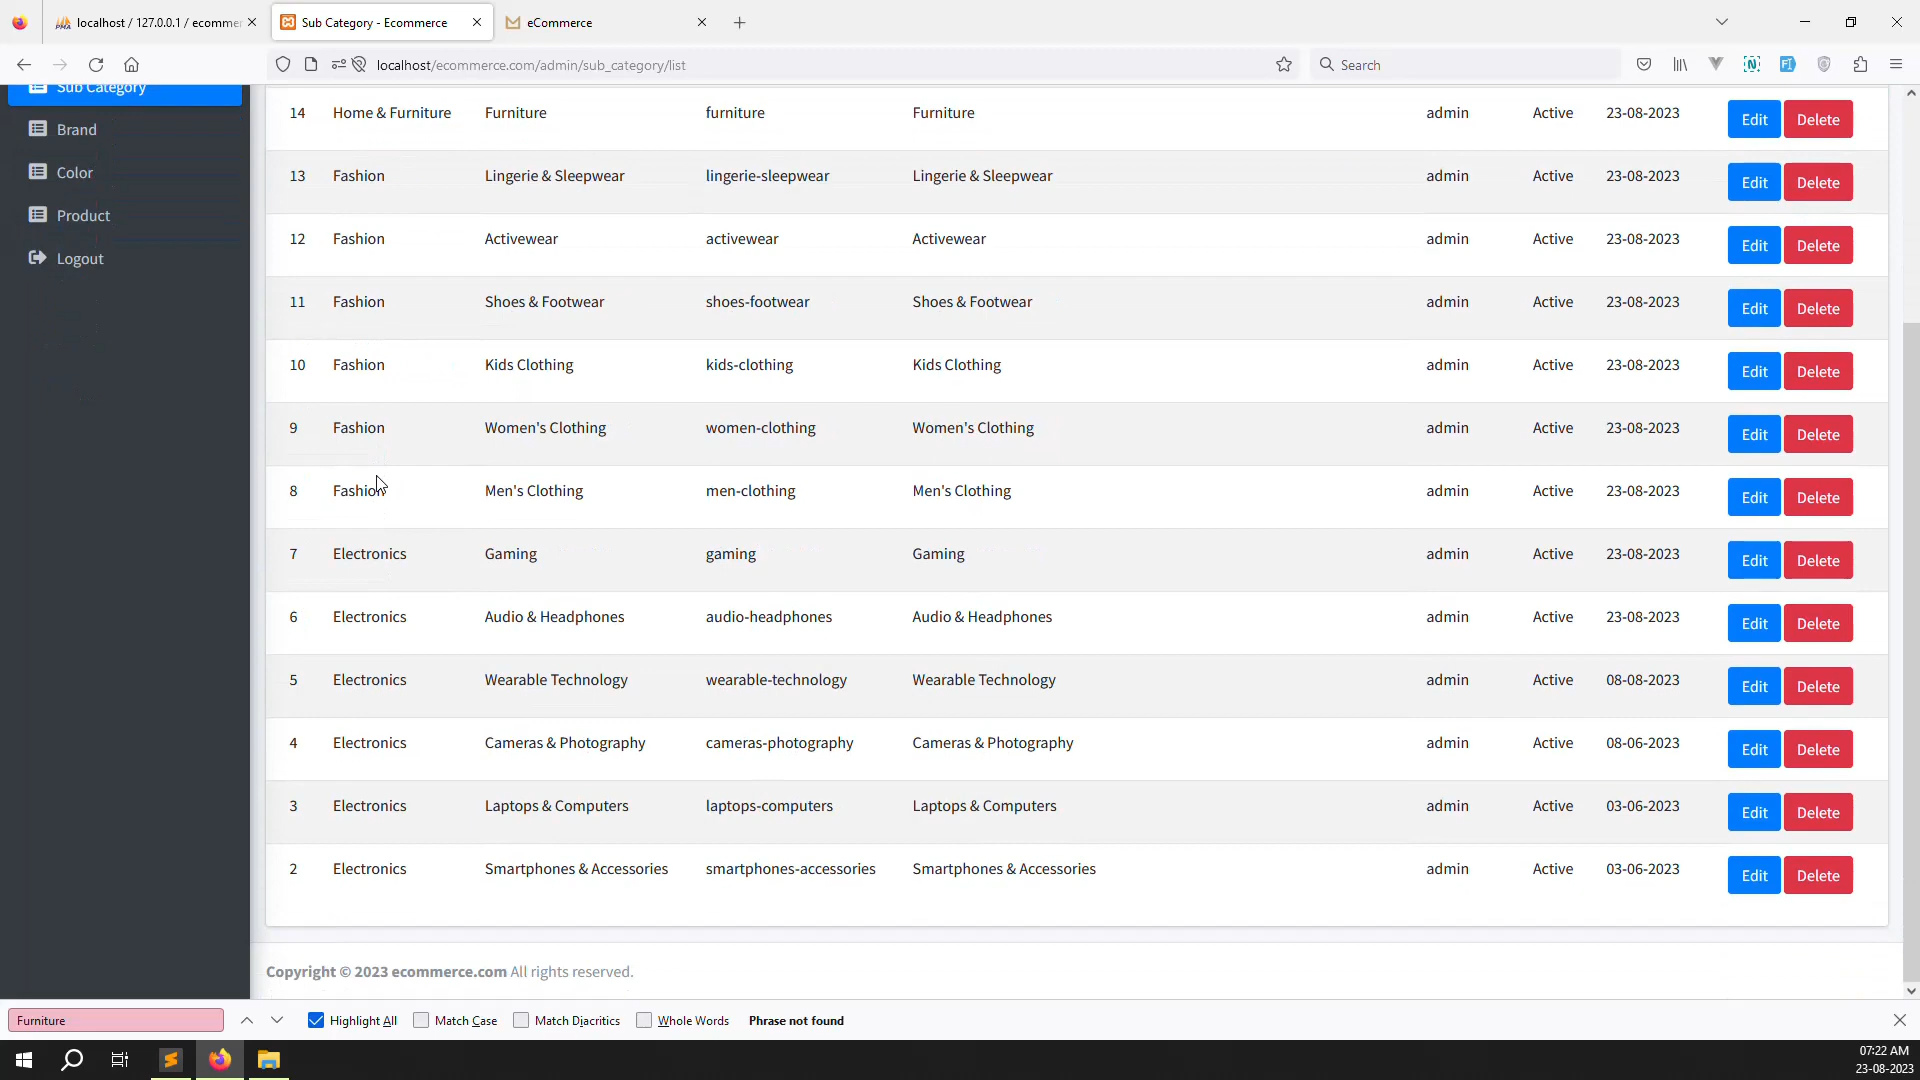 localhost / 127.0.0.1 / ecomme
Sub Category - Ecommerce
eCommerce
localhost/ecommerce.com/admin/sub_category/list
Search
Sub Category
Brand
Color
Product
Logout
14 Home & Furniture Furniture furniture Furniture admin Active 23-08-2023 Edit Delete
13 Fashion Lingerie & Sleepwear lingerie-sleepwear Lingerie & Sleepwear admin Active 23-08-2023 Edit Delete
12 Fashion Activewear activewear Activewear admin Active 23-08-2023 Edit Delete
11 Fashion Shoes & Footwear shoes-footwear Shoes & Footwear admin Active 23-08-2023 Edit Delete
10 Fashion Kids Clothing kids-clothing Kids Clothing admin Active 23-08-2023 Edit Delete
9 Fashion Women's Clothing women-clothing Women's Clothing admin Active 23-08-2023 Edit Delete
8 Fashion Men's Clothing men-clothing Men's Clothing admin Active 23-08-2023 Edit Delete
7 Electronics Gaming gaming Gaming admin Active 23-08-2023 Edit Delete
6 Electronics Audio & Headphones audio-headphones Audio & Headphones admin Active 23-08-2023 Edit Delete
5 Electronics Wearable Technology wearable-technology Wearable Technology admin Active 08-08-2023 Edit Delete
4 Electronics Cameras & Photography cameras-photography Cameras & Photography admin Active 08-06-2023 Edit Delete
3 Electronics Laptops & Computers laptops-computers Laptops & Computers admin Active 03-06-2023 Edit Delete
2 Electronics Smartphones & Accessories smartphones-accessories Smartphones & Accessories admin Active 03-06-2023 Edit Delete
Copyright © 2023 ecommerce.com All rights reserved.
Furniture Highlight All Match Case Match Diacritics Whole Words Phrase not found
07:22 AM
23-08-2023